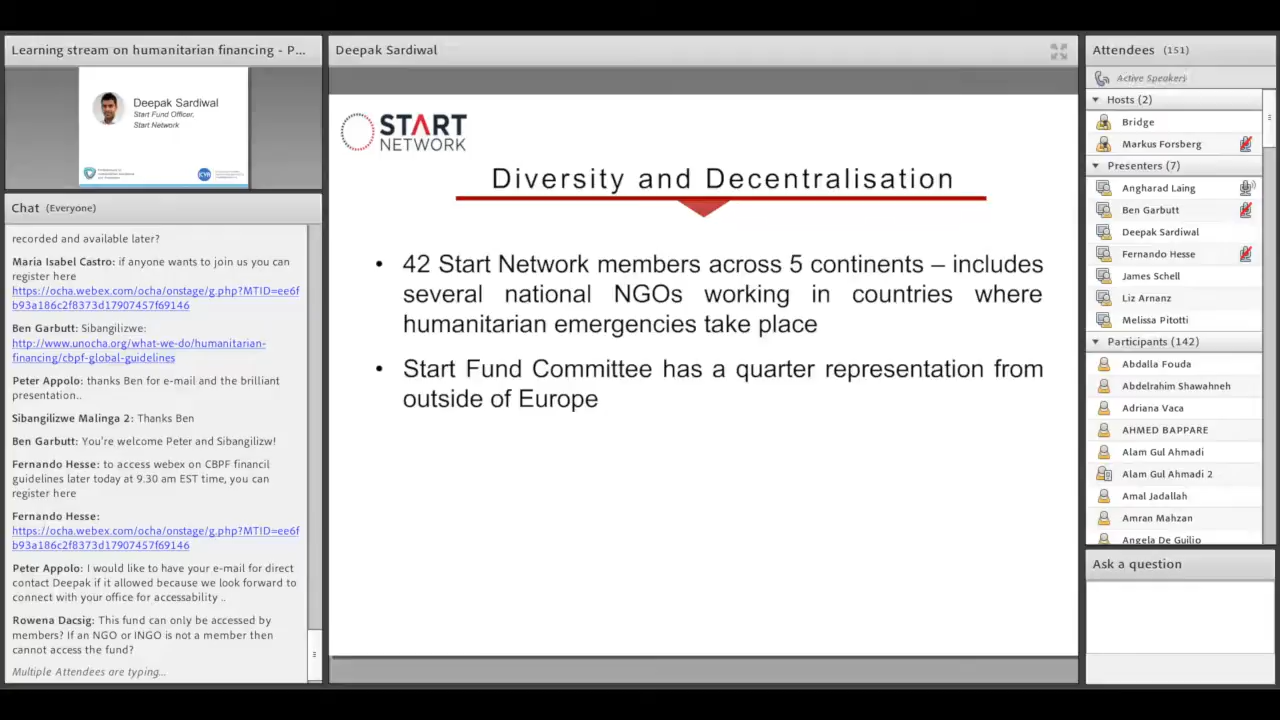 Learning stream on humanitarian financing - P...
Deepak Sardiwal
Start Fund Officer,
Start Network
Chat (Everyone)
recorded and available later?
Maria Isabel Castro: if anyone wants to join us you can
register here
https://ocha.webex.com/ocha/onstage/g.php?MTID=ee6f
b93a186c2f8373d17907457f69146
Ben Garbutt: Sibangilizwe:
http://www.unocha.org/what-we-do/humanitarian-
financing/cbpf-global-guidelines
Peter Appolo: thanks Ben for e-mail and the brilliant
presentation..
Sibangilizwe Malinga 2: Thanks Ben
Ben Garbutt: You're welcome Peter and Sibangilizw!
Fernando Hesse: to access webex on CBPF financil
guidelines later today at 9.30 am EST time, you can
register here
Fernando Hesse:
https://ocha.webex.com/ocha/onstage/g.php?MTID=ee6f
b93a186c2f8373d17907457f69146
Peter Appolo: I would like to have your e-mail for direct
contact Deepak if it allowed because we look forward to
connect with your office for accessability ..
Rowena Dacsig: This fund can only be accessed by
members? If an NGO or INGO is not a member then
cannot access the fund?
Multiple Attendees are typing...
Deepak Sardiwal
START
NETWORK
Diversity and Decentralisation
• 42 Start Network members across 5 continents – includes
several national NGOs working in countries where
humanitarian emergencies take place
• Start Fund Committee has a quarter representation from
outside of Europe
Attendees (151)
Active Speakers
Hosts (2)
Bridge
Markus Forsberg
Presenters (7)
Angharad Laing
Ben Garbutt
Deepak Sardiwal
Fernando Hesse
James Schell
Liz Arnanz
Melissa Pitotti
Participants (142)
Abdalla Fouda
Abdelrahim Shawahneh
Adriana Vaca
AHMED BAPPARE
Alam Gul Ahmadi
Alam Gul Ahmadi 2
Amal Jadallah
Amran Mahzan
Angela De Guilio
Ask a question